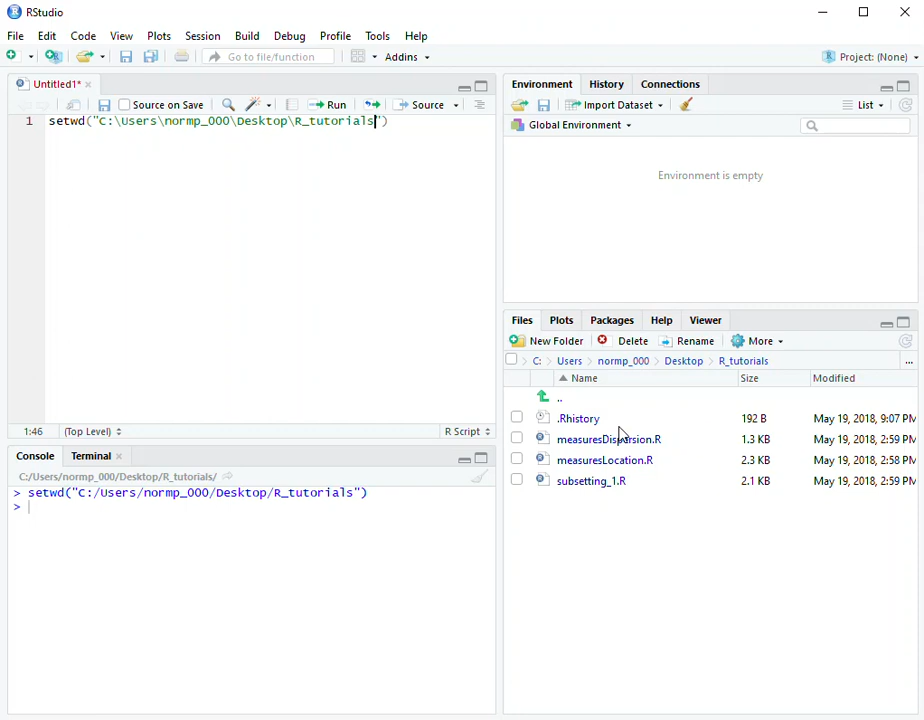 RStudio
File Edit Code View Plots Session Build Debug Profile Tools Help
Go to file/function Addins Project: (None)
Untitled1*
Source on Save Run Source
1 setwd("C:\Users\normp_000\Desktop\R_tutorials")
1:46 (Top Level) R Script
Console Terminal
C:/Users/normp_000/Desktop/R_tutorials/
> setwd("C:/Users/normp_000/Desktop/R_tutorials")
>
Environment History Connections
Import Dataset List
Global Environment
Environment is empty
Files Plots Packages Help Viewer
New Folder Delete Rename More
C: Users normp_000 Desktop R_tutorials ...
Name Size Modified
..
.Rhistory 192 B May 19, 2018, 9:07 PM
measuresDispersion.R 1.3 KB May 19, 2018, 2:59 PM
measuresLocation.R 2.3 KB May 19, 2018, 2:58 PM
subsetting_1.R 2.1 KB May 19, 2018, 2:59 PM